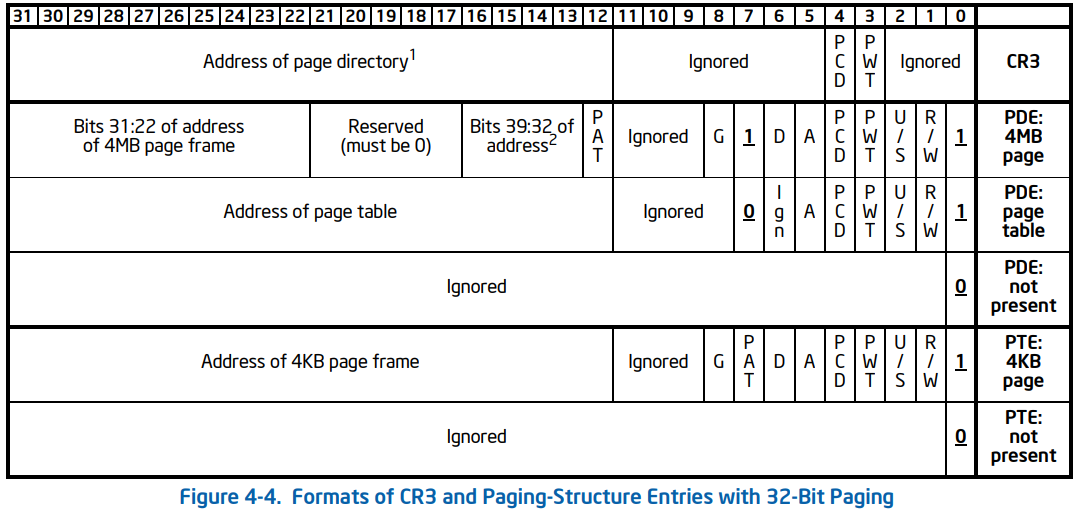 31 30 29 28 27 26 25 24 23 22 21 20 19 18 17 16 15 14 13 12 11 10 9 8 7 6 5 4 3 2 1 0
Address of page directory1
Ignored
PCD
PWT
Ignored
CR3
Bits 31:22 of address
of 4MB page frame
Reserved
(must be 0)
Bits 39:32 of
address2
PAT
Ignored
G
1
D
A
PCD
PWT
U/S
R/W
1
PDE:
4MB
page
Address of page table
Ignored
0
Ign
A
PCD
PWT
U/S
R/W
1
PDE:
page
table
Ignored
0
PDE:
not
present
Address of 4KB page frame
Ignored
G
PAT
D
A
PCD
PWT
U/S
R/W
1
PTE:
4KB
page
Ignored
0
PTE:
not
present
Figure 4-4. Formats of CR3 and Paging-Structure Entries with 32-Bit Paging